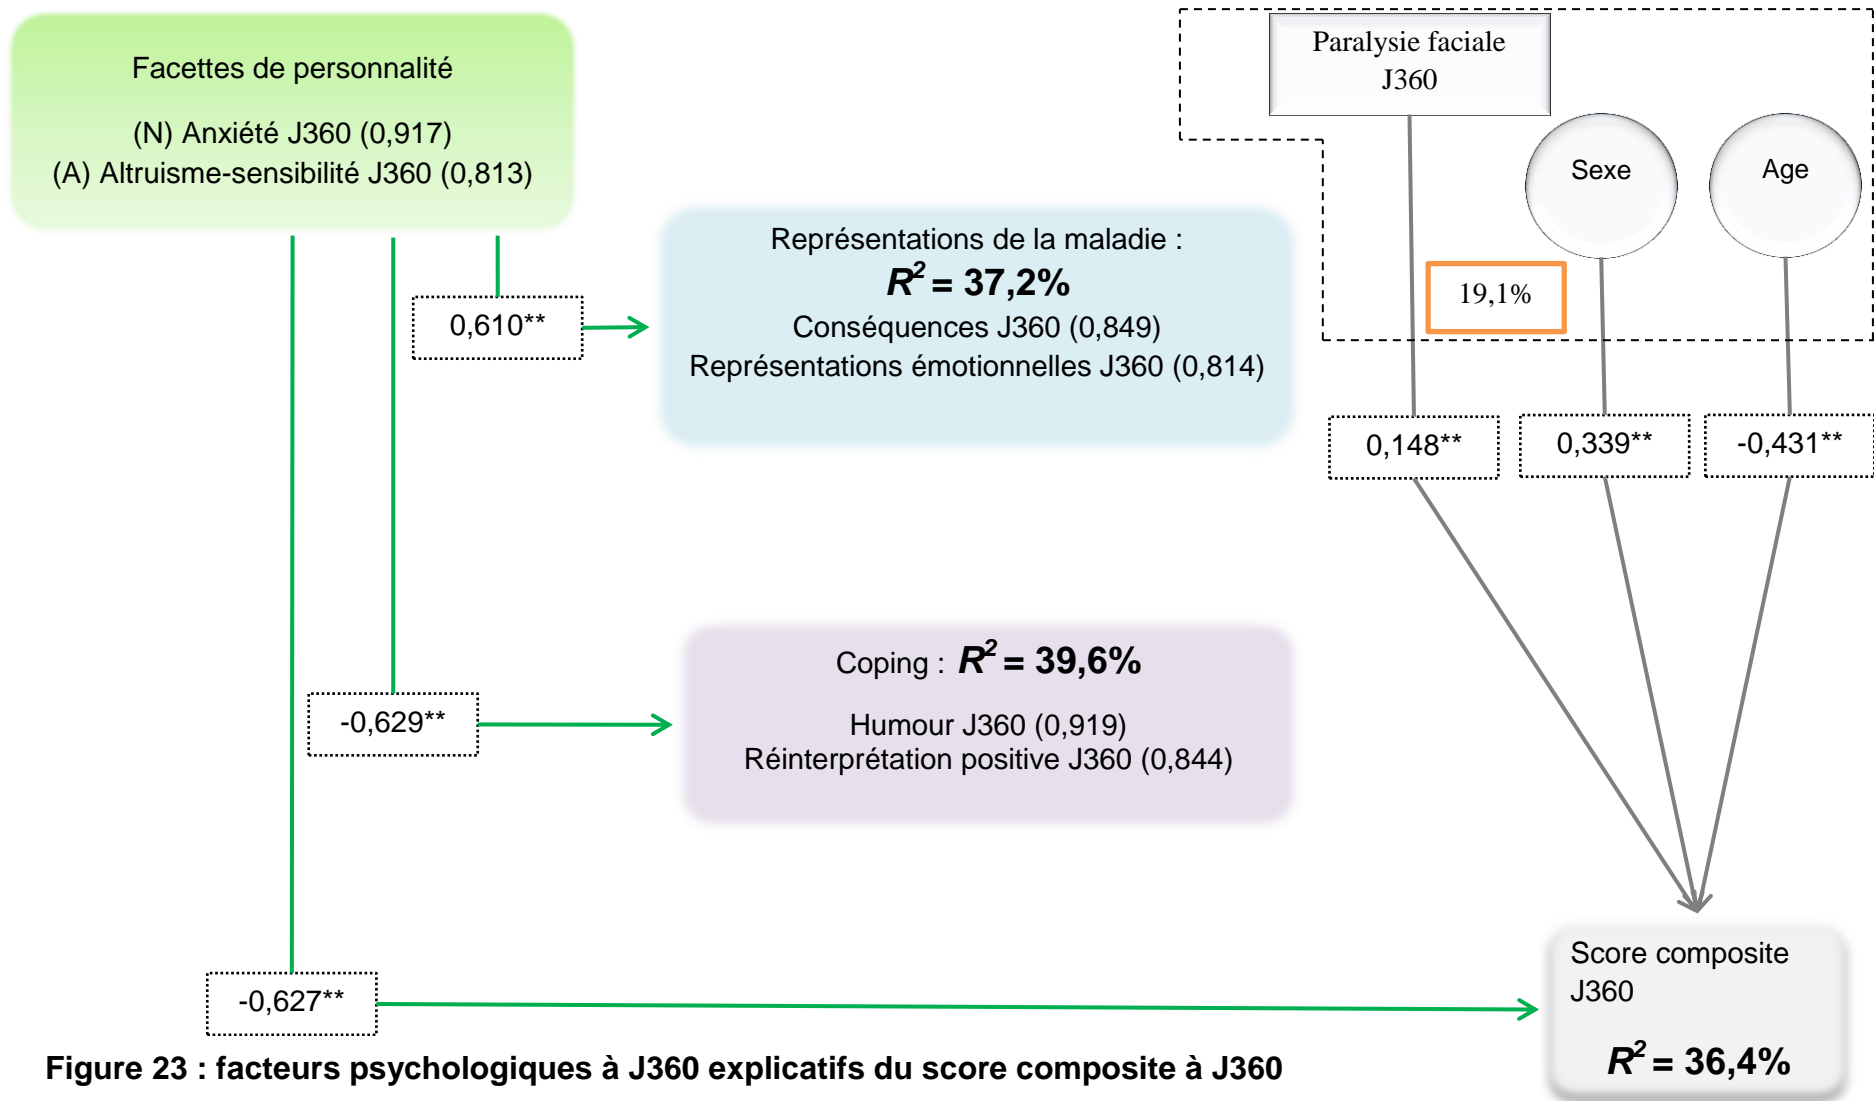 Facettes de personnalité
(N) Anxiété J360 (0,917)
(A) Altruisme-sensibilité J360 (0,813)
Paralysie faciale
J360
Sexe
Age
19,1%
Représentations de la maladie :
R² = 37,2%
Conséquences J360 (0,849)
Représentations émotionnelles J360 (0,814)
0,610**
0,148**
0,339**
-0,431**
Coping : R² = 39,6%
Humour J360 (0,919)
Réinterprétation positive J360 (0,844)
-0,629**
-0,627**
Score composite
J360
R² = 36,4%
Figure 23 : facteurs psychologiques à J360 explicatifs du score composite à J360